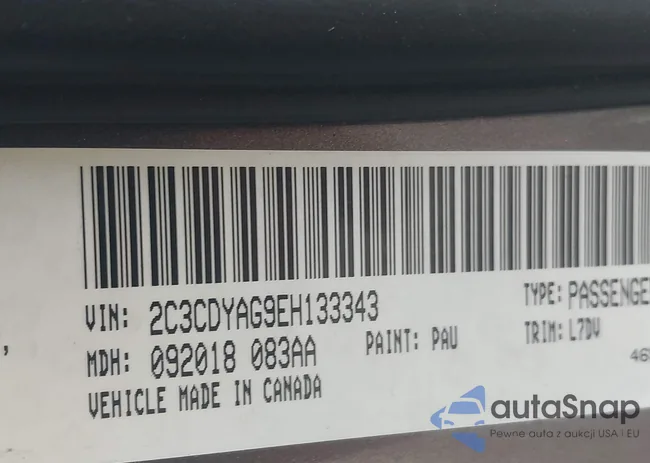 VIN: 2C3CDYAG9EH133343
TYPE: PASSENGE
MDH: 092018 083AA
PAINT: PAU
TRIM: L7DV
VEHICLE MADE IN CANADA
46
autaSnap
Pewne auta z aukcji USA i EU